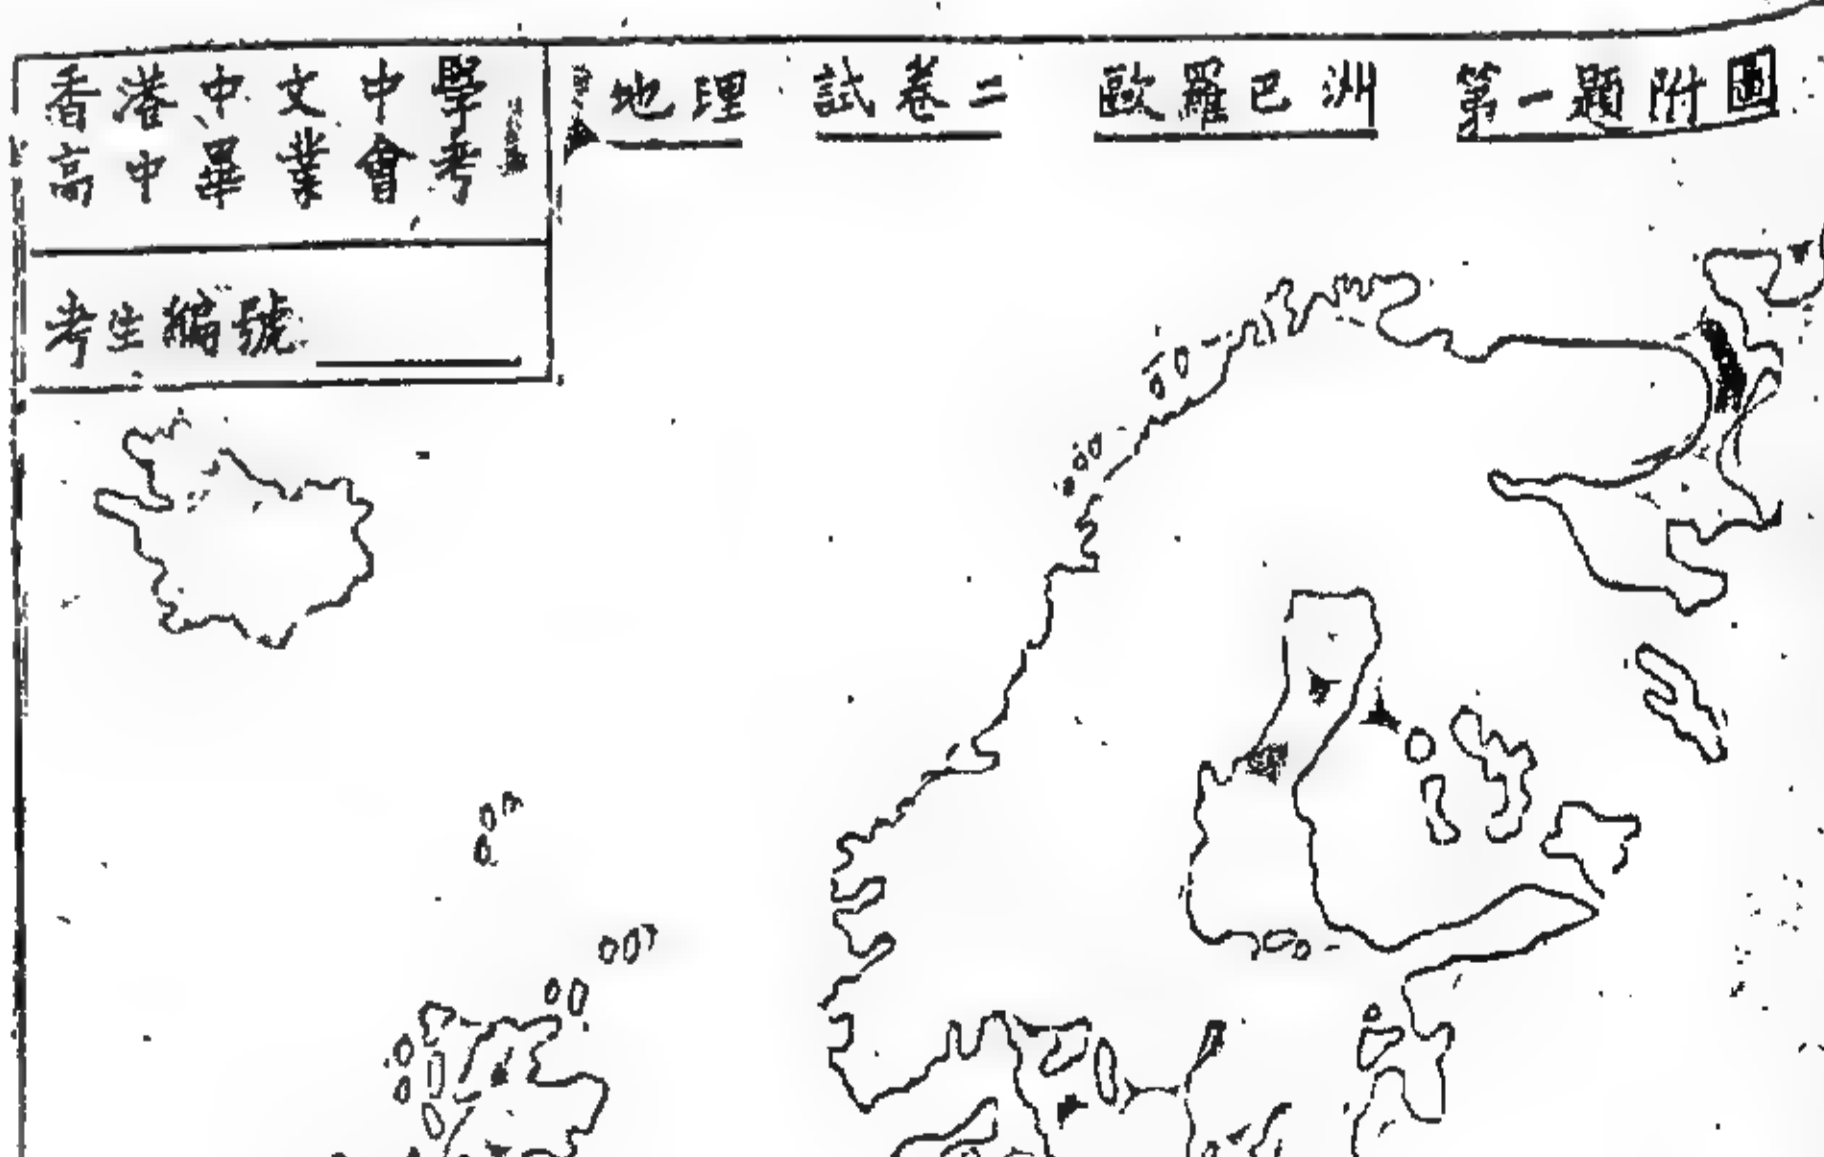 香港中文中學
高中畢業會考
考生編號
地理 試卷二 歐羅巴洲 第一題附圖